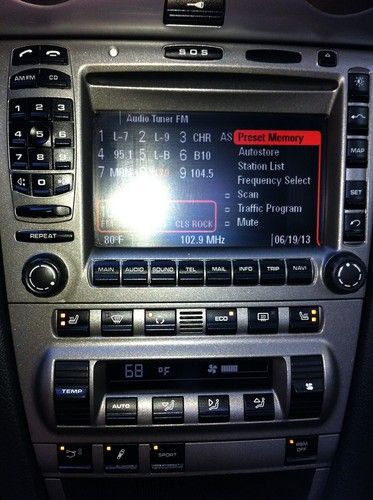 S.O.S
AM FM CD
Audio Tuner FM
1 L-7 2 L-9 3 CHR AS Preset Memory
4 95.1 5 L-B 6 B10 Autostore
9 104.5 Station List
Frequency Select
Scan
Traffic Program
CLS ROCK Mute
80°F 102.9 MHz 06/19/13
1 2 3
4 5 6
7 8 9
0
MAP
SET
REPEAT
MAIN AUDIO SOUND TEL MAIL INFO TRIP NAVI
ECO
68 °F
TEMP
AUTO
SPORT
PSM OFF